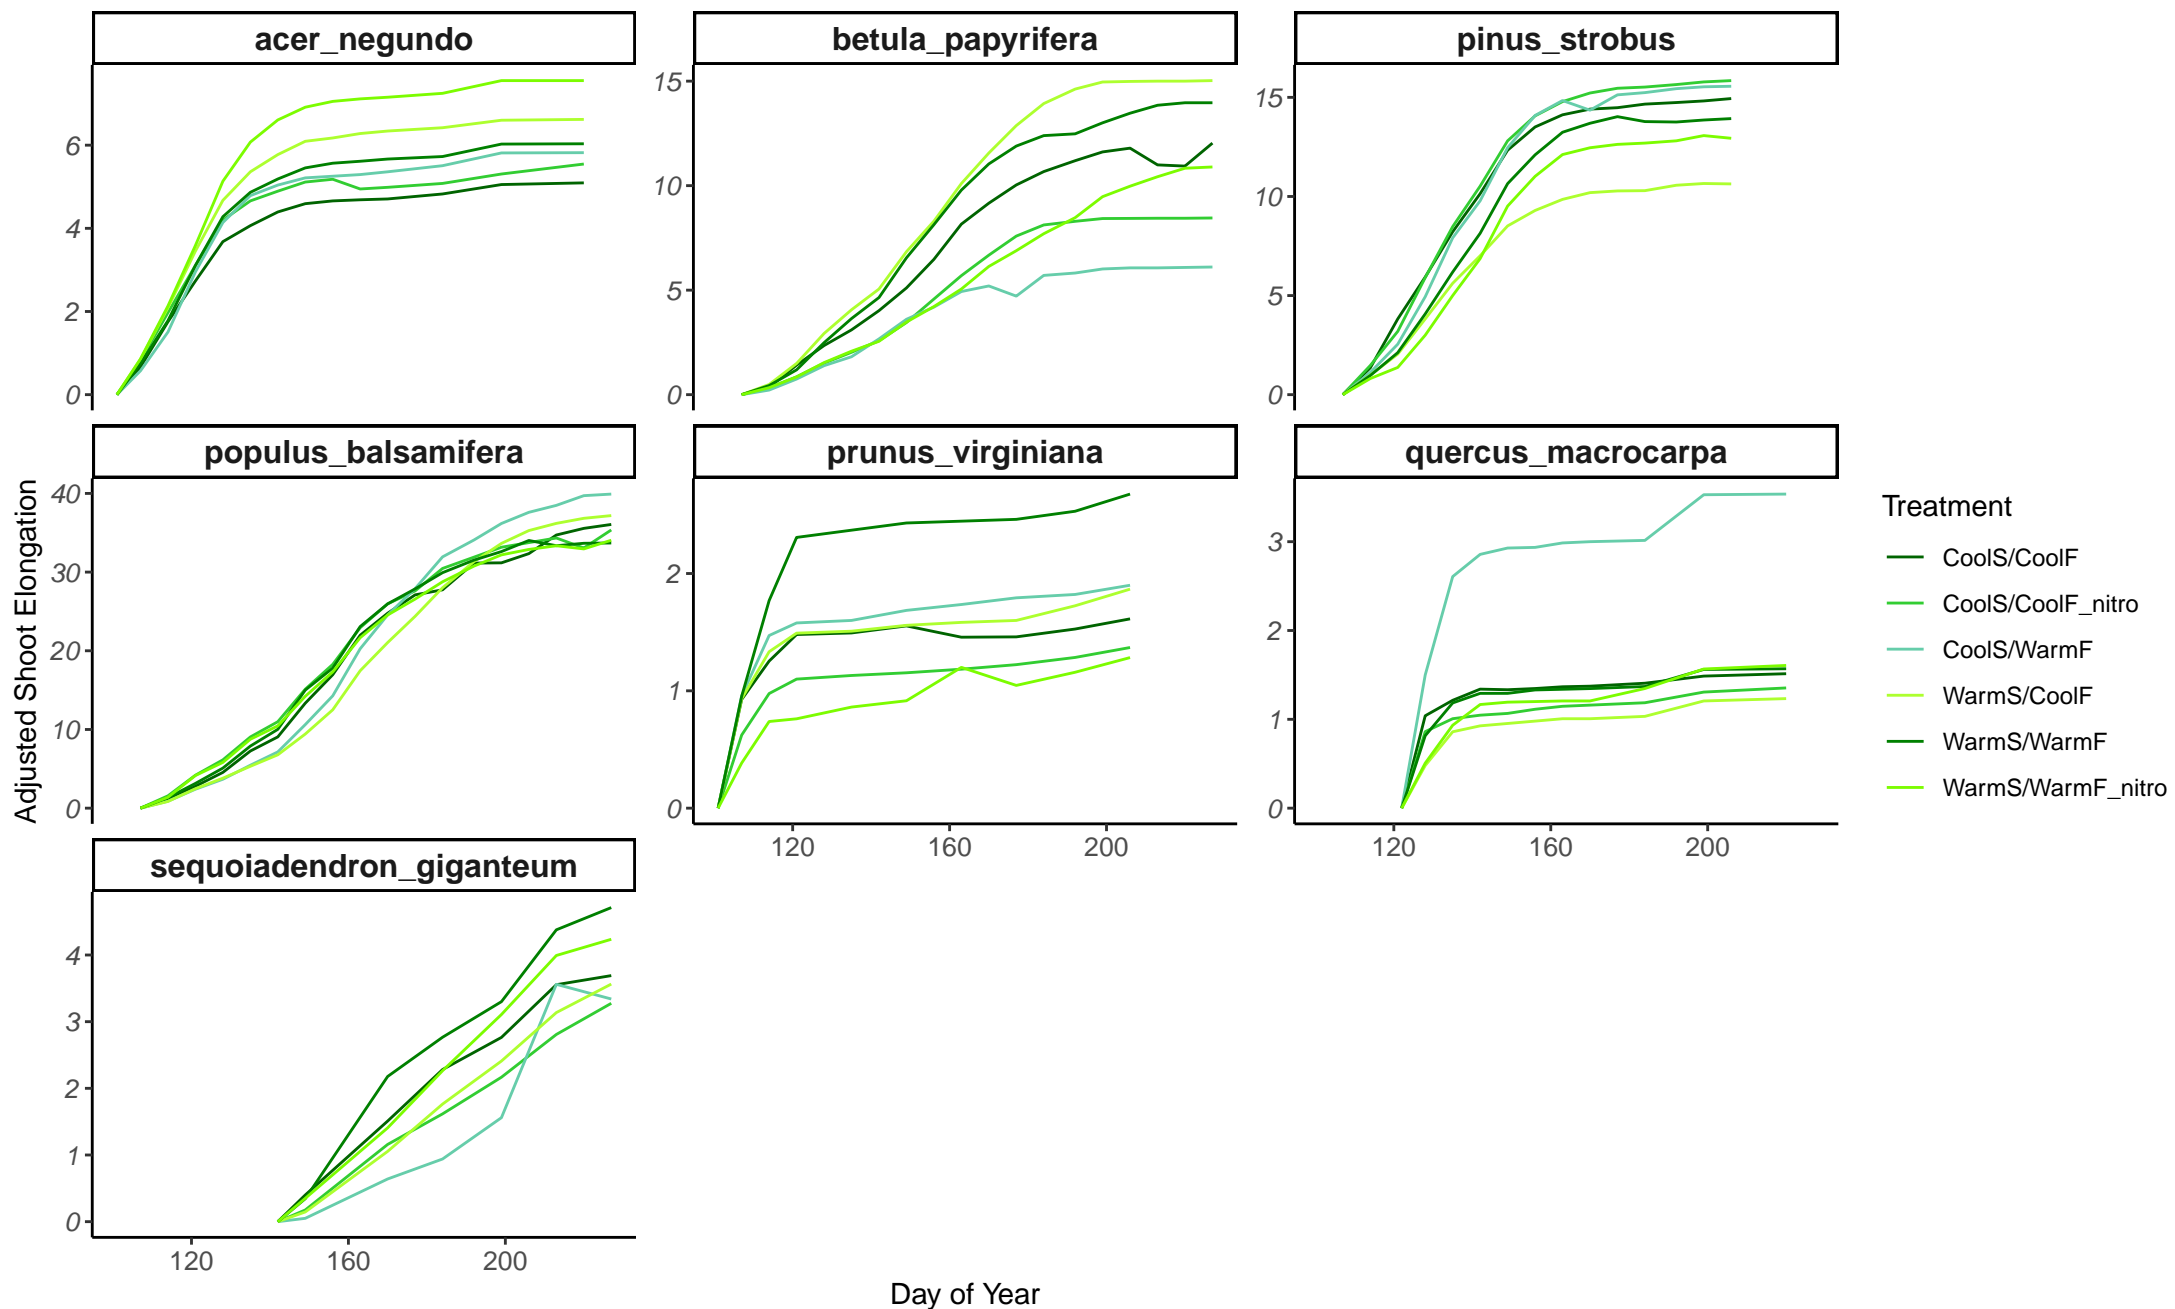 acer_negundo
betula_papyrifera
pinus_strobus
6
4
2
0
15
10
5
0
15
10
5
0
populus_balsamifera
prunus_virginiana
quercus_macrocarpa
40
30
20
10
0
2
1
0
120
160
200
3
2
1
0
120
160
200
sequoiadendron_giganteum
4
3
2
1
0
120
160
200
Adjusted Shoot Elongation
Day of Year
Treatment
CoolS/CoolF
CoolS/CoolF_nitro
CoolS/WarmF
WarmS/CoolF
WarmS/WarmF
WarmS/WarmF_nitro